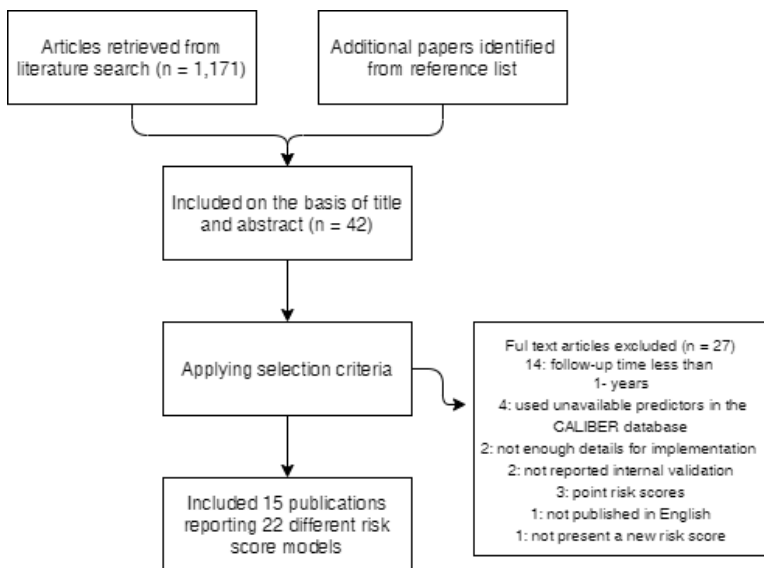 Articles retrieved from
literature search (n = 1,171)
Additional papers identified
from reference list
Included on the basis of title
and abstract (n = 42)
Applying selection criteria
Ful text articles excluded (n = 27)
14: follow-up time less than
1- years
4: used unavailable predictors in the
CALIBER database
2: not enough details for implementation
2: not reported internal validation
3: point risk scores
1: not published in English
1: not present a new risk score
Included 15 publications
reporting 22 different risk
score models